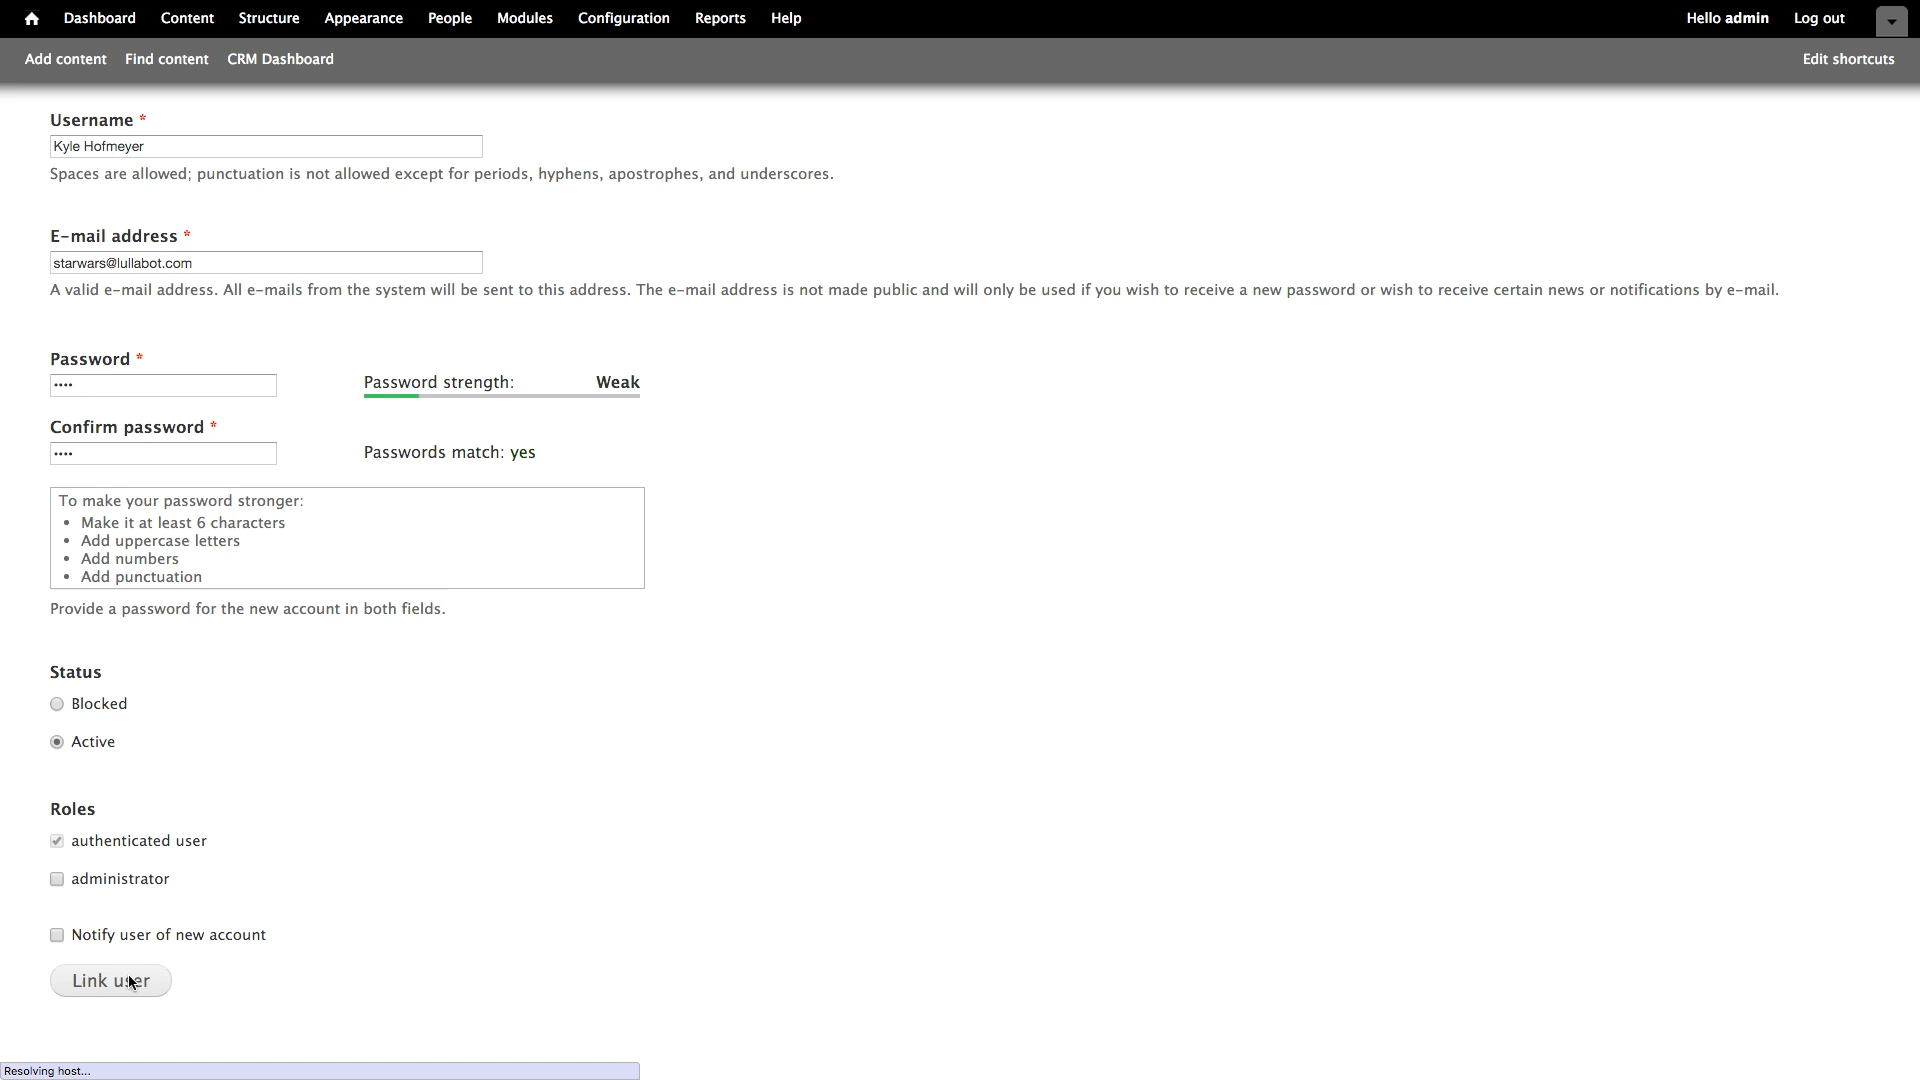 Dashboard Content Structure Appearance People Modules Configuration Reports Help Hello admin Log out
Add content Find content CRM Dashboard Edit shortcuts
Username *
Kyle Hofmeyer
Spaces are allowed; punctuation is not allowed except for periods, hyphens, apostrophes, and underscores.
E-mail address *
starwars@lullabot.com
A valid e-mail address. All e-mails from the system will be sent to this address. The e-mail address is not made public and will only be used if you wish to receive a new password or wish to receive certain news or notifications by e-mail.
Password *
••••
Password strength: Weak
Confirm password *
••••
Passwords match: yes
To make your password stronger:
• Make it at least 6 characters
• Add uppercase letters
• Add numbers
• Add punctuation
Provide a password for the new account in both fields.
Status
Blocked
Active
Roles
authenticated user
administrator
Notify user of new account
Link user
Resolving host...